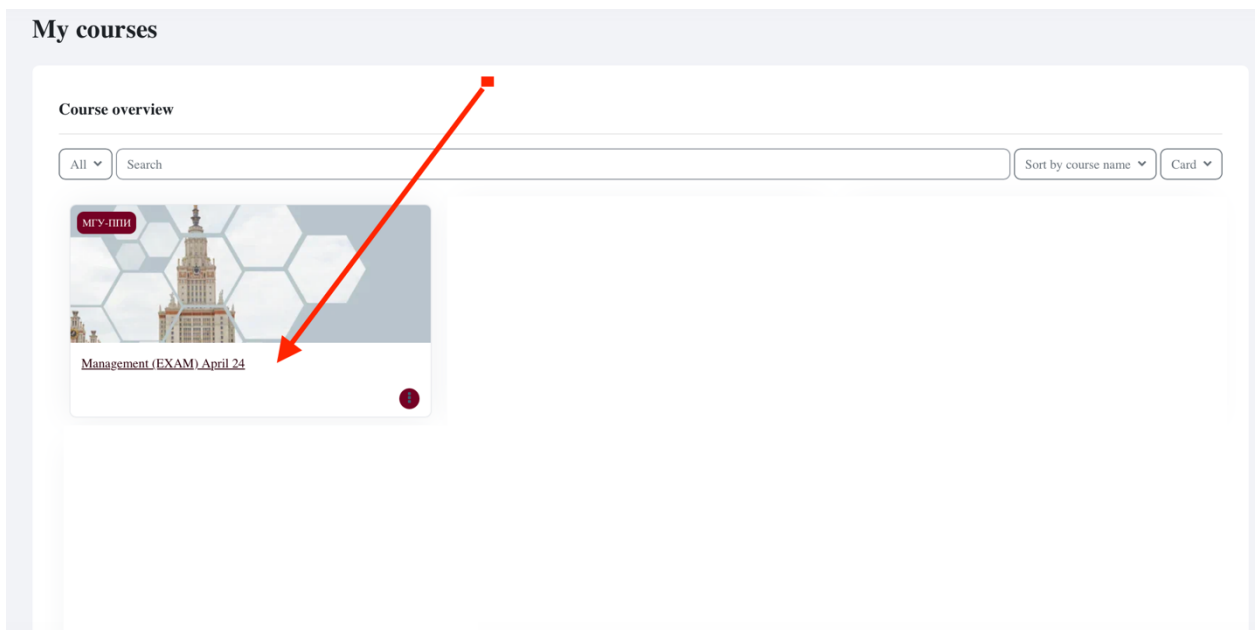 My courses
Course overview
All
Search
Sort by course name
Card
МГУ-ППИ
Management (EXAM) April 24